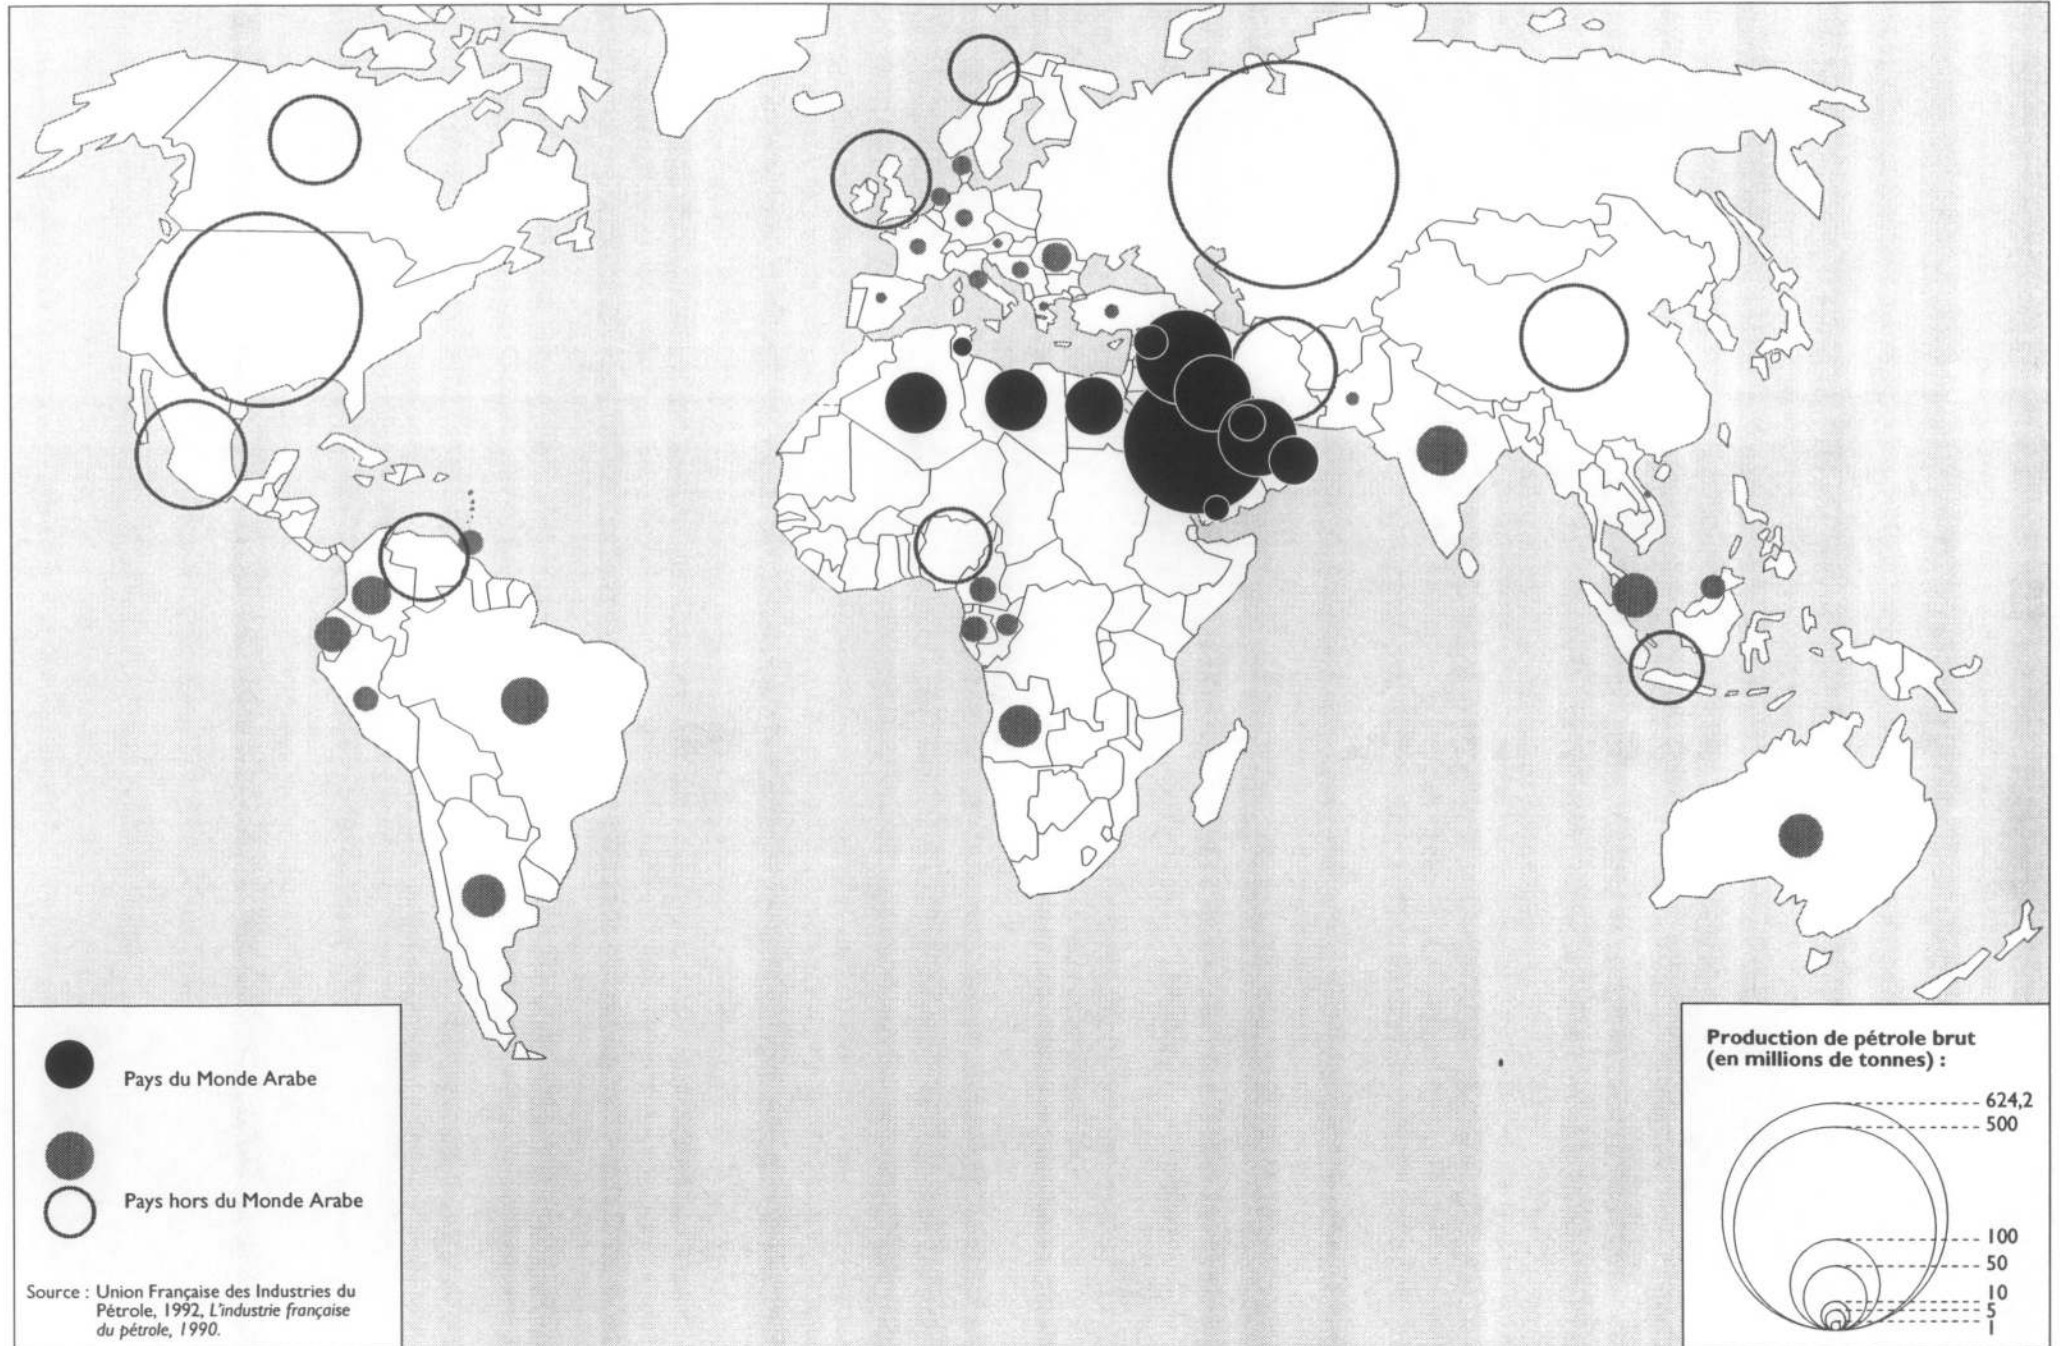 Pays du Monde Arabe
Pays hors du Monde Arabe
Source : Union Française des Industries du
Pétrole, 1992, L'industrie française
du pétrole, 1990.
Production de pétrole brut
(en millions de tonnes) :
624,2
500
100
50
10
5
1